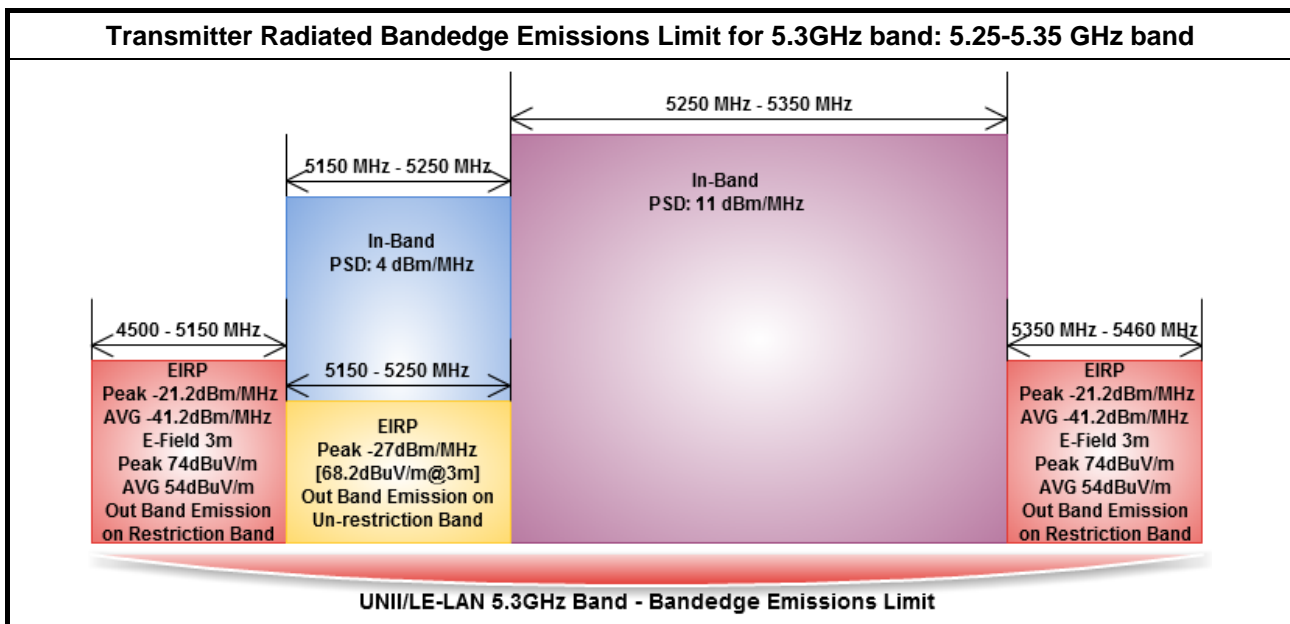 Transmitter Radiated Bandedge Emissions Limit for 5.3GHz band: 5.25-5.35 GHz band
5250 MHz - 5350 MHz
5150 MHz - 5250 MHz
In-Band
PSD: 11 dBm/MHz
In-Band
PSD: 4 dBm/MHz
4500 - 5150 MHz
EIRP
Peak -21.2dBm/MHz
AVG -41.2dBm/MHz
E-Field 3m
Peak 74dBuV/m
AVG 54dBuV/m
Out Band Emission
on Restriction Band
5150 - 5250 MHz
EIRP
Peak -27dBm/MHz
[68.2dBuV/m@3m]
Out Band Emission on
Un-restriction Band
5350 MHz - 5460 MHz
EIRP
Peak -21.2dBm/MHz
AVG -41.2dBm/MHz
E-Field 3m
Peak 74dBuV/m
AVG 54dBuV/m
Out Band Emission
on Restriction Band
UNII/LE-LAN 5.3GHz Band - Bandedge Emissions Limit